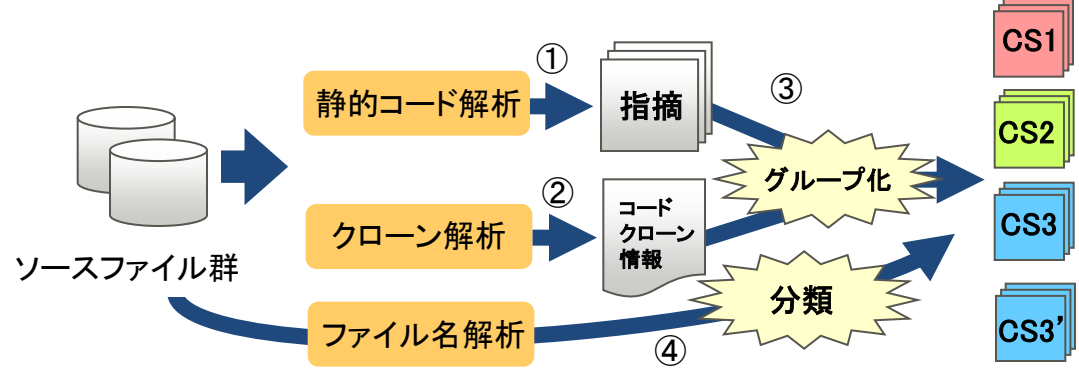 ソースファイル群
静的コード解析
クローン解析
ファイル名解析
①
②
指摘
コード
クローン
情報
③
④
グループ化
分類
CS1
CS2
CS3
CS3’